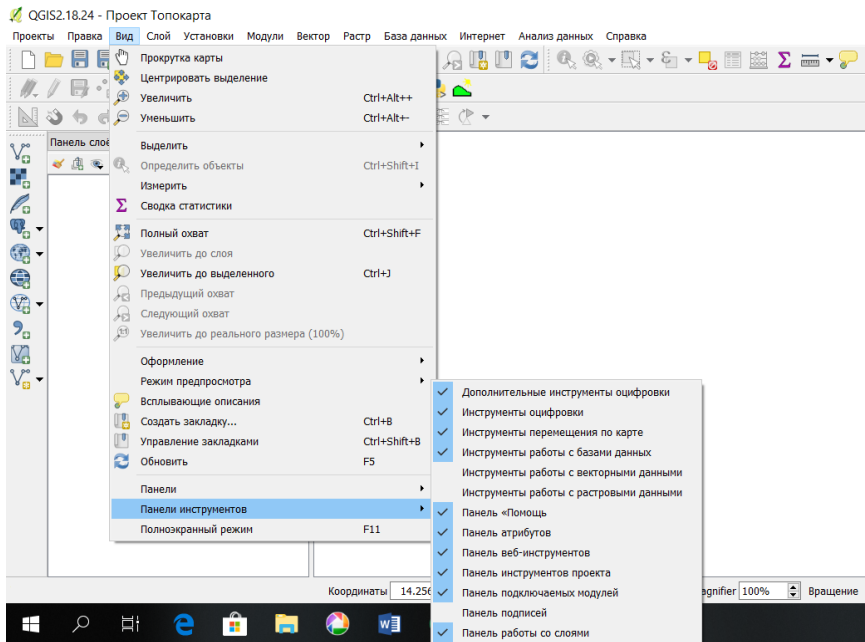 QGIS2.18.24 - Проект Топокарта
Проекты Правка Вид Слой Установки Модули Вектор Растр База данных Интернет Анализ данных Справка
Прокрутка карты
Центрировать выделение
Увеличить Ctrl+Alt++
Уменьшить Ctrl+Alt+-
Панель слоё
Выделить
Определить объекты Ctrl+Shift+I
Измерить
Сводка статистики
Полный охват Ctrl+Shift+F
Увеличить до слоя
Увеличить до выделенного Ctrl+J
Предыдущий охват
Следующий охват
Увеличить до реального размера (100%)
Оформление
Режим предпросмотра
Всплывающие описания
Создать закладку... Ctrl+B
Управление закладками Ctrl+Shift+B
Обновить F5
Панели
Панели инструментов
Полноэкранный режим F11
Дополнительные инструменты оцифровки
Инструменты оцифровки
Инструменты перемещения по карте
Инструменты работы с базами данных
Инструменты работы с векторными данными
Инструменты работы с растровыми данными
Панель «Помощь
Панель атрибутов
Панель веб-инструментов
Панель инструментов проекта
Панель подключаемых модулей
Панель подписей
Панель работы со слоями
Координаты 14.256 agnifier 100% Вращение